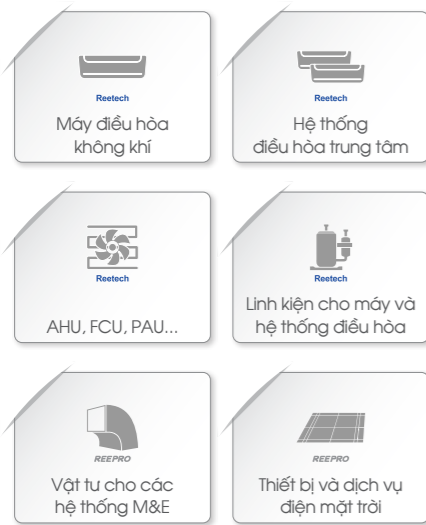 Reetech
Máy điều hòa
không khí
Reetech
Hệ thống
điều hòa trung tâm
Reetech
AHU, FCU, PAU...
Reetech
Linh kiện cho máy và
hệ thống điều hòa
REEPRO
Vật tư cho các
hệ thống M&E
REEPRO
Thiết bị và dịch vụ
điện mặt trời